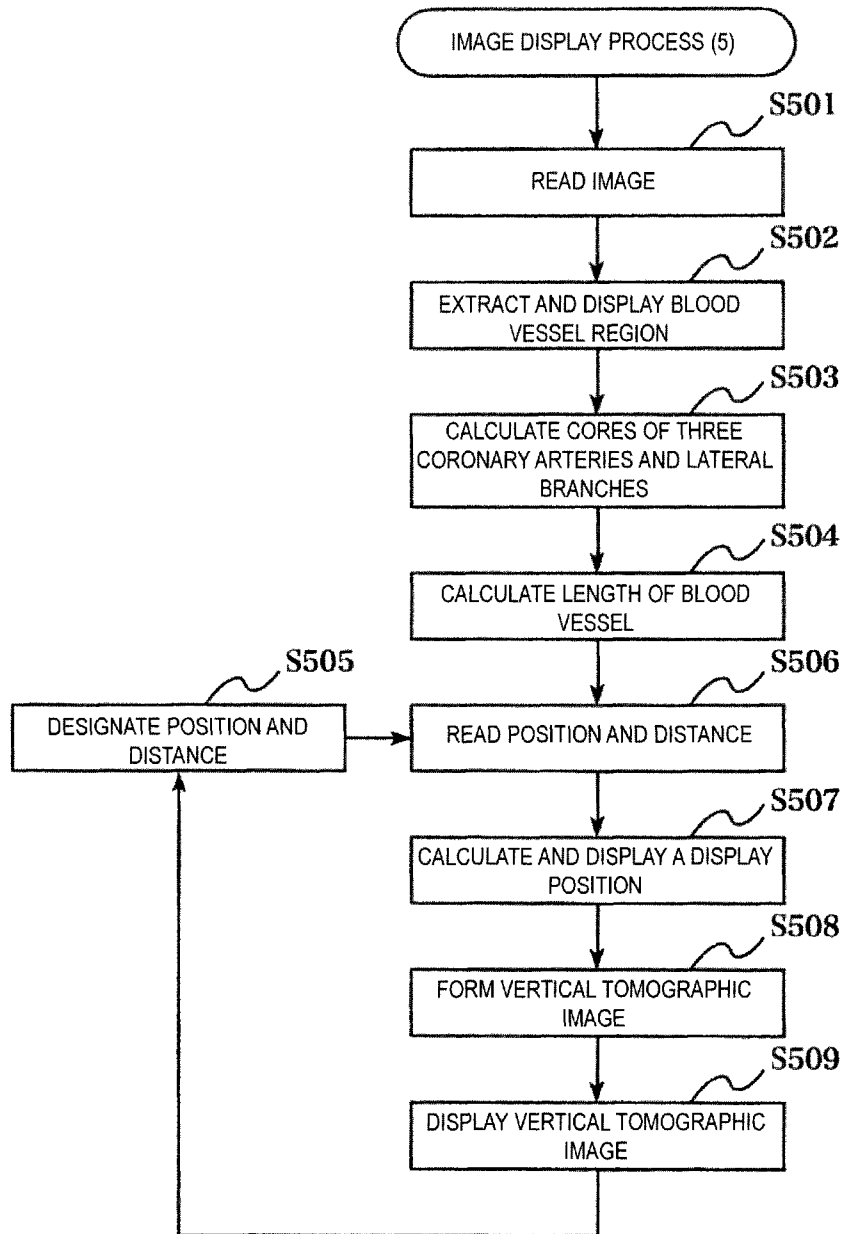 IMAGE DISPLAY PROCESS (5)
S501
READ IMAGE
S502
EXTRACT AND DISPLAY BLOOD
VESSEL REGION
S503
CALCULATE CORES OF THREE
CORONARY ARTERIES AND LATERAL
BRANCHES
S504
CALCULATE LENGTH OF BLOOD
VESSEL
S505
DESIGNATE POSITION AND
DISTANCE
S506
READ POSITION AND DISTANCE
S507
CALCULATE AND DISPLAY A DISPLAY
POSITION
S508
FORM VERTICAL TOMOGRAPHIC
IMAGE
S509
DISPLAY VERTICAL TOMOGRAPHIC
IMAGE